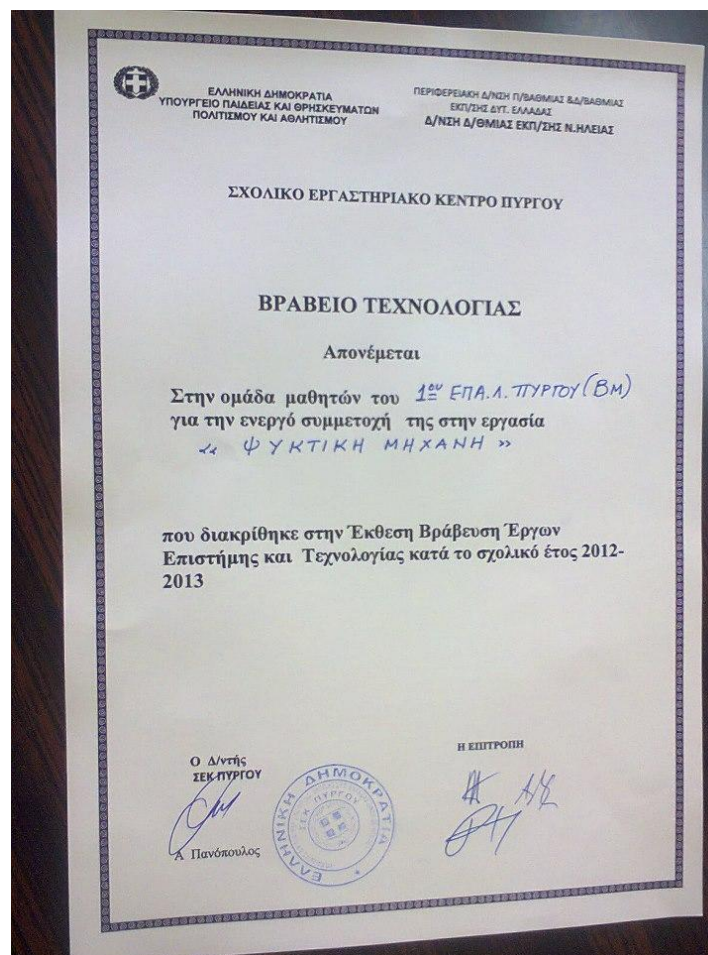 ΕΛΛΗΝΙΚΗ ΔΗΜΟΚΡΑΤΙΑ
ΥΠΟΥΡΓΕΙΟ ΠΑΙΔΕΙΑΣ ΚΑΙ ΘΡΗΣΚΕΥΜΑΤΩΝ
ΠΟΛΙΤΙΣΜΟΥ ΚΑΙ ΑΘΛΗΤΙΣΜΟΥ
ΠΕΡΙΦΕΡΕΙΑΚΗ Δ/ΝΣΗ Π/ΒΑΘΜΙΑΣ &Δ/ΒΑΘΜΙΑΣ
ΕΚΠ/ΣΗΣ ΔΥΤ. ΕΛΛΑΔΑΣ
Δ/ΝΣΗ Δ/ΘΜΙΑΣ ΕΚΠ/ΣΗΣ Ν.ΗΛΕΙΑΣ
ΣΧΟΛΙΚΟ ΕΡΓΑΣΤΗΡΙΑΚΟ ΚΕΝΤΡΟ ΠΥΡΓΟΥ
ΒΡΑΒΕΙΟ ΤΕΧΝΟΛΟΓΙΑΣ
Απονέμεται
Στην ομάδα μαθητών του 1ου ΕΠΑ.Λ. ΠΥΡΓΟΥ (ΒΜ)
για την ενεργό συμμετοχή της στην εργασία
« ΨΥΚΤΙΚΗ ΜΗΧΑΝΗ »
που διακρίθηκε στην Έκθεση Βράβευση Έργων
Επιστήμης και Τεχνολογίας κατά το σχολικό έτος 2012-
2013
Ο Δ/ντής
ΣΕΚ ΠΥΡΓΟΥ
Α Πανόπουλος
Η ΕΠΙΤΡΟΠΗ
ΕΛΛΗΝΙΚΗ ΔΗΜΟΚΡΑΤΙΑ
ΣΕΚ ΠΥΡΓΟΥ